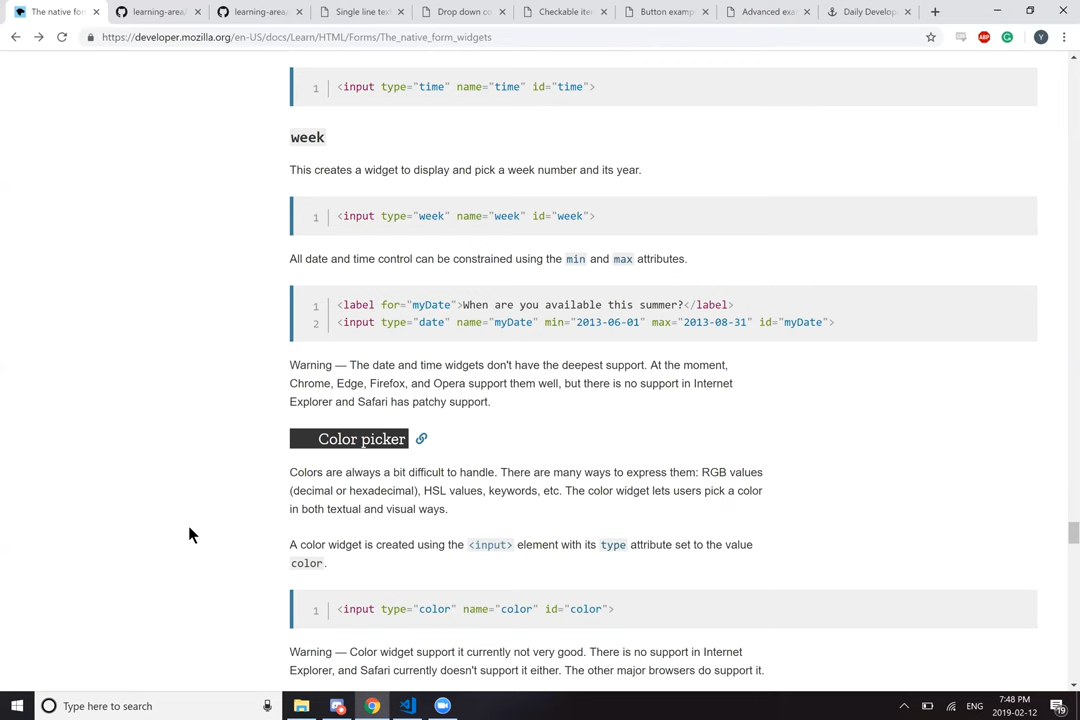 The native for
learning-area/
learning-area/
Single line tex
Drop down co
Checkable iter
Button examp
Advanced exa
Daily Develop
https://developer.mozilla.org/en-US/docs/Learn/HTML/Forms/The_native_form_widgets
ABP
G
Y
1 <input type="time" name="time" id="time">
week
This creates a widget to display and pick a week number and its year.
1 <input type="week" name="week" id="week">
All date and time control can be constrained using the min and max attributes.
1 <label for="myDate">When are you available this summer?</label>
2 <input type="date" name="myDate" min="2013-06-01" max="2013-08-31" id="myDate">
Warning — The date and time widgets don't have the deepest support. At the moment,
Chrome, Edge, Firefox, and Opera support them well, but there is no support in Internet
Explorer and Safari has patchy support.
Color picker
Colors are always a bit difficult to handle. There are many ways to express them: RGB values
(decimal or hexadecimal), HSL values, keywords, etc. The color widget lets users pick a color
in both textual and visual ways.
A color widget is created using the <input> element with its type attribute set to the value
color.
1 <input type="color" name="color" id="color">
Warning — Color widget support it currently not very good. There is no support in Internet
Explorer, and Safari currently doesn't support it either. The other major browsers do support it.
Type here to search
ENG
7:48 PM
2019-02-12
19